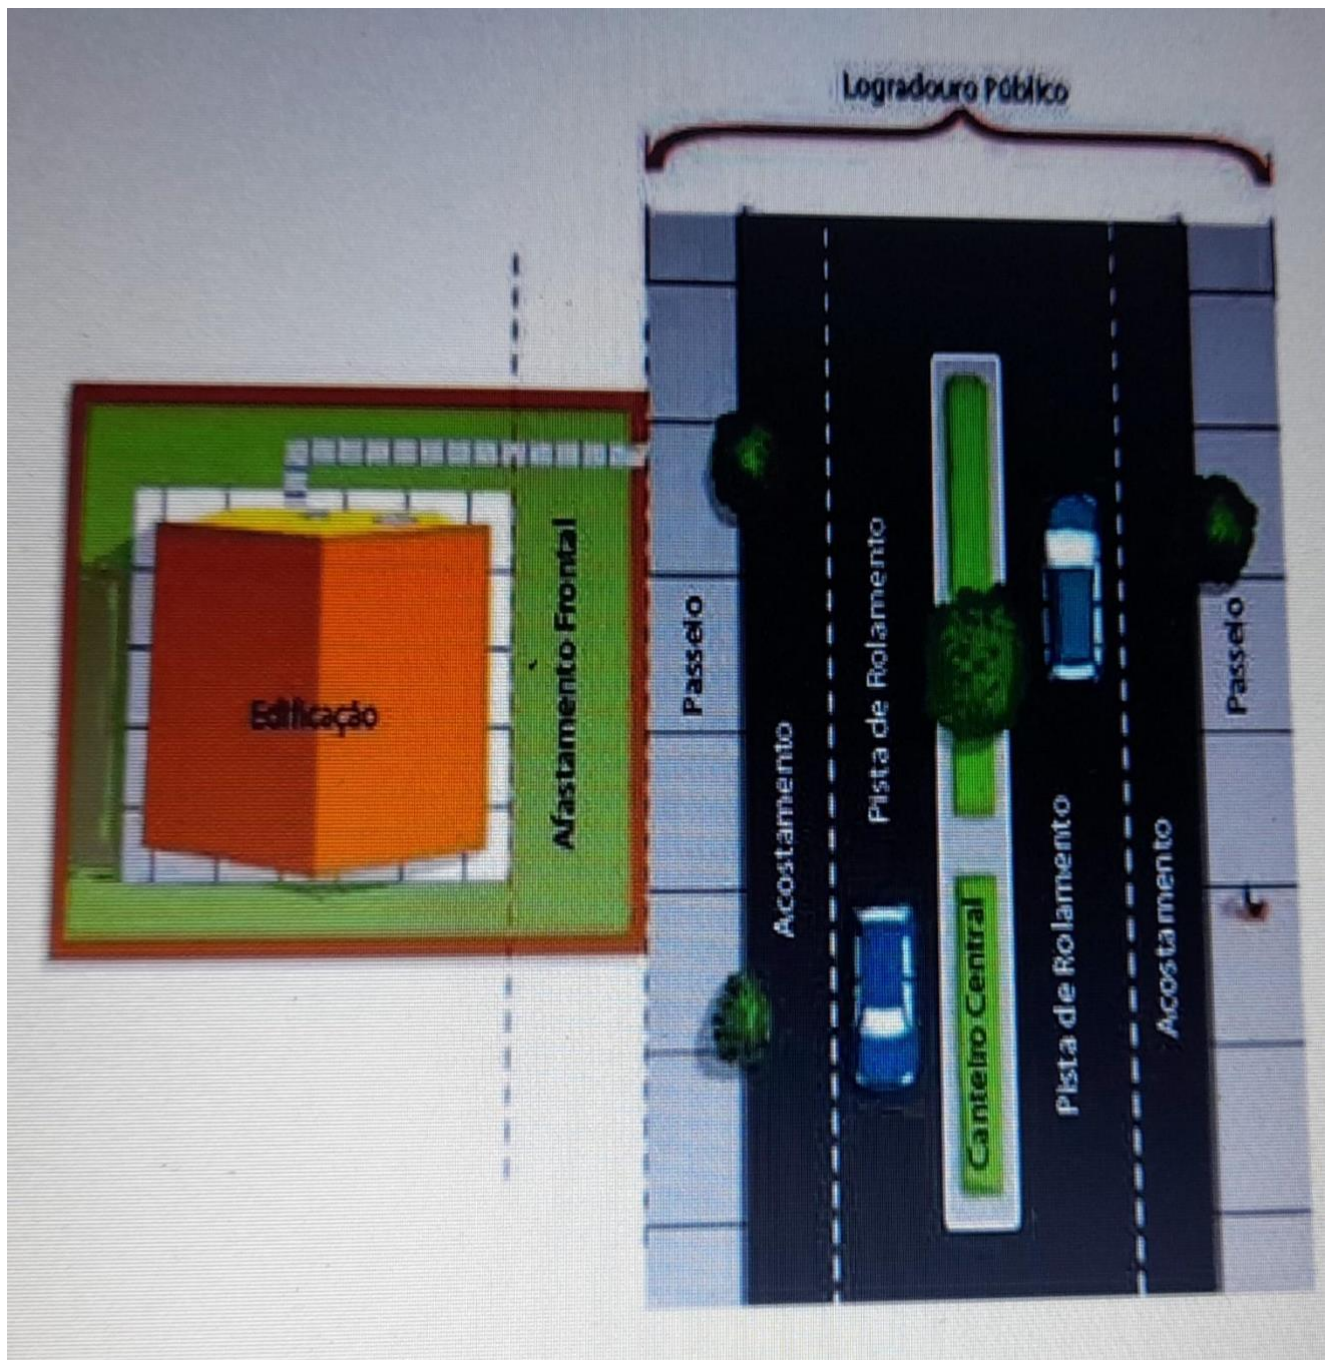 Logradouro Público
Edificação
Afastamento Frontal
Passeio
Acostamento
Pista de Rolamento
Canteiro Central
Pista de Rolamento
Acostamento
Passeio